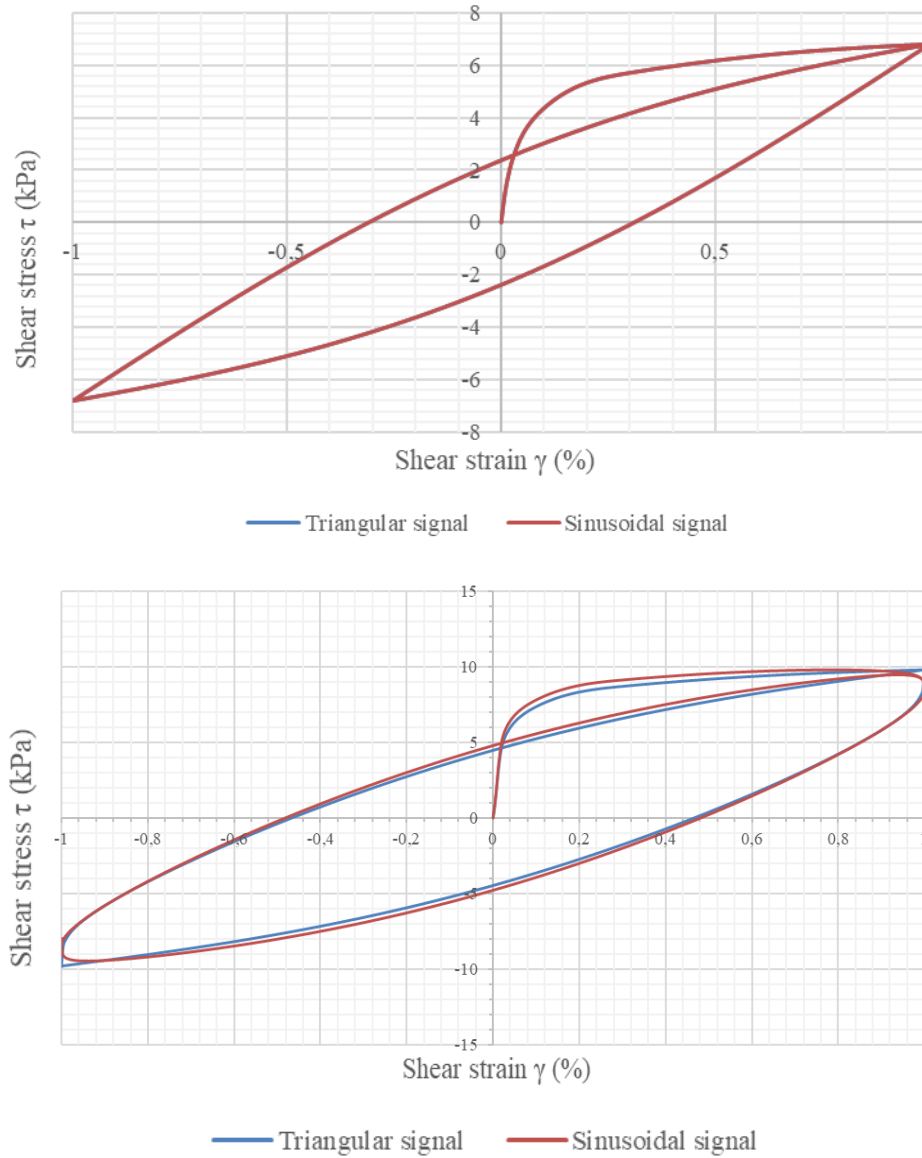 8
6
4
2
0
-2
-4
-6
-8
-1
-0,5
0
0,5
Shear stress τ (kPa)
Shear strain γ (%)
Triangular signal Sinusoidal signal
15
10
5
0
-5
-10
-15
-1 -0,8 -0,6 -0,4 -0,2 0 0,2 0,4 0,6 0,8
Shear stress τ (kPa)
Shear strain γ (%)
Triangular signal Sinusoidal signal